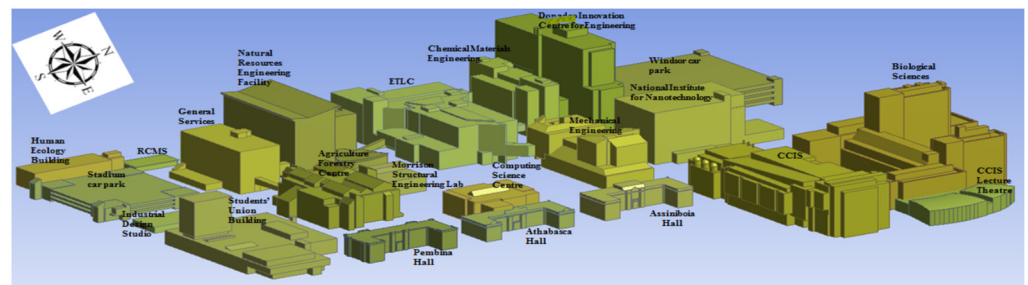 W
N
S
E
Donadeo Innovation
Centre for Engineering
Chemical Materials
Engineering
Natural
Resources
Engineering
Facility
ETLC
Windsor car
park
National Institute
for Nanotechnology
Biological
Sciences
General
Services
Mechanical
Engineering
Human
Ecology
Building
RCMS
Stadium
car park
Agriculture
Forestry
Centre
Morrison
Structural
Engineering Lab
Computing
Science
Centre
CCIS
CCIS
Lecture
Theatre
Industrial
Design
Studio
Students'
Union
Building
Pembina
Hall
Athabasca
Hall
Assiniboia
Hall